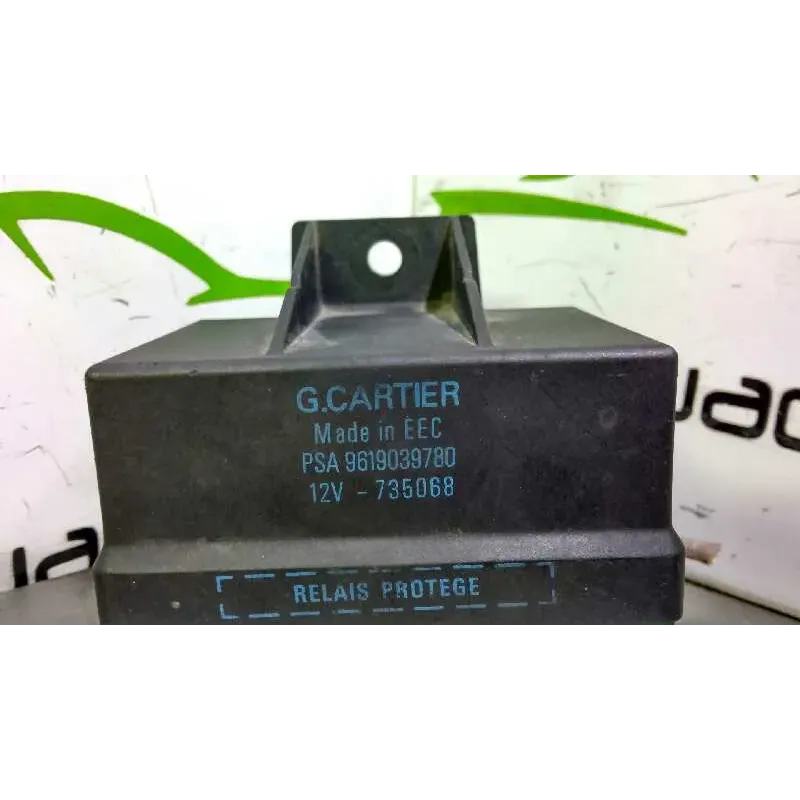 G.CARTIER
Made in EEC
PSA 9619039780
12V - 735068
RELAIS PROTEGE